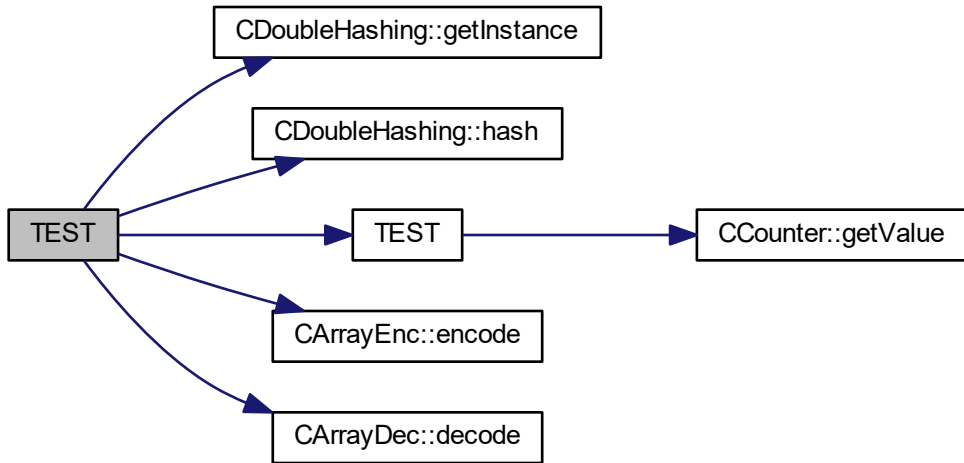 CDoubleHashing::getInstance
CDoubleHashing::hash
TEST
TEST
CCounter::getValue
CArrayEnc::encode
CArrayDec::decode